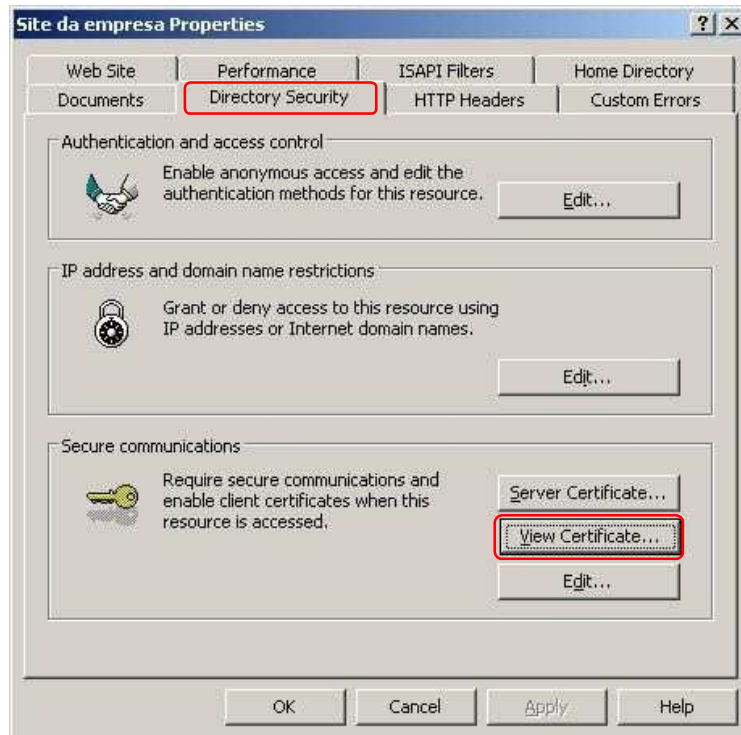 Site da empresa Properties
Web Site
Performance
ISAPI Filters
Home Directory
Documents
Directory Security
HTTP Headers
Custom Errors
Authentication and access control
Enable anonymous access and edit the
authentication methods for this resource.
Edit...
IP address and domain name restrictions
Grant or deny access to this resource using
IP addresses or Internet domain names.
Edit...
Secure communications
Require secure communications and
enable client certificates when this
resource is accessed.
Server Certificate...
View Certificate...
Edit...
OK
Cancel
Apply
Help